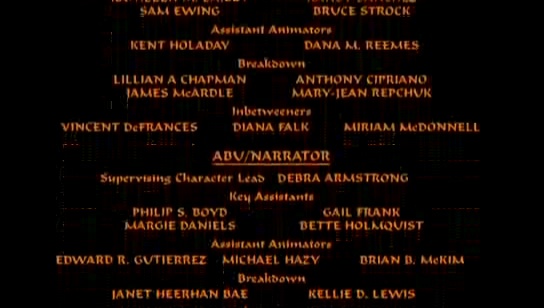 SAM EWING BRUCE STROCK
Assistant Animators
KENT HOLADAY DANA M. REEMES
Breakdown
LILLIAN A CHAPMAN ANTHONY CIPRIANO
JAMES McARDLE MARY-JEAN REPCHUK
Inbetweeners
VINCENT DeFRANCES DIANA FALK MIRIAM McDONNELL
ABU/NARRATOR
Supervising Character Lead DEBRA ARMSTRONG
Key Assistants
PHILIP S. BOYD GAIL FRANK
MARGIE DANIELS BETTE HOLMQUIST
Assistant Animators
EDWARD R. GUTIERREZ MICHAEL HAZY BRIAN B. McKIM
Breakdown
JANET HEERHAN BAE KELLIE D. LEWIS